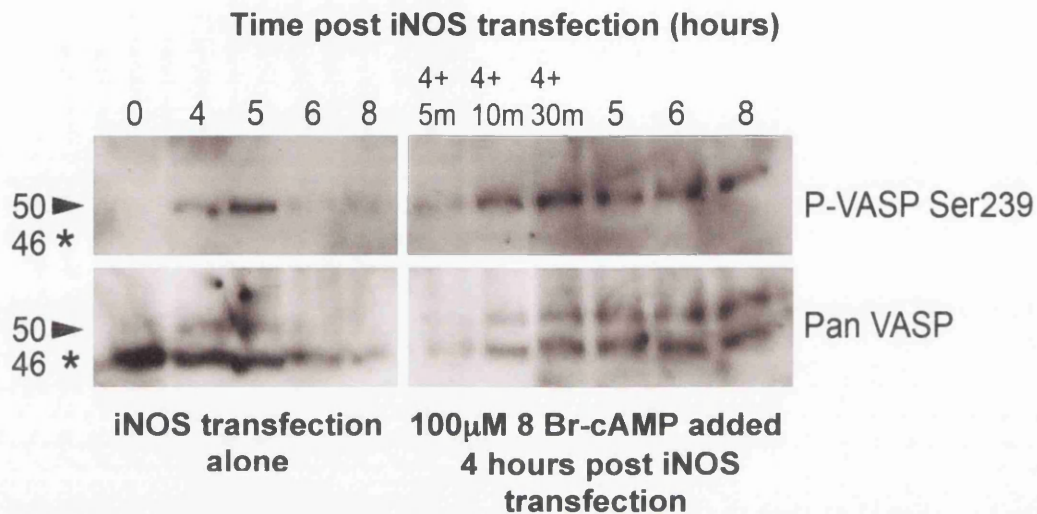 Time post iNOS transfection (hours)
4+ 4+ 4+
0 4 5 6 8 5m 10m 30m 5 6 8
50
46 *
P-VASP Ser239
50
46 *
Pan VASP
iNOS transfection
alone
100µM 8 Br-cAMP added
4 hours post iNOS
transfection